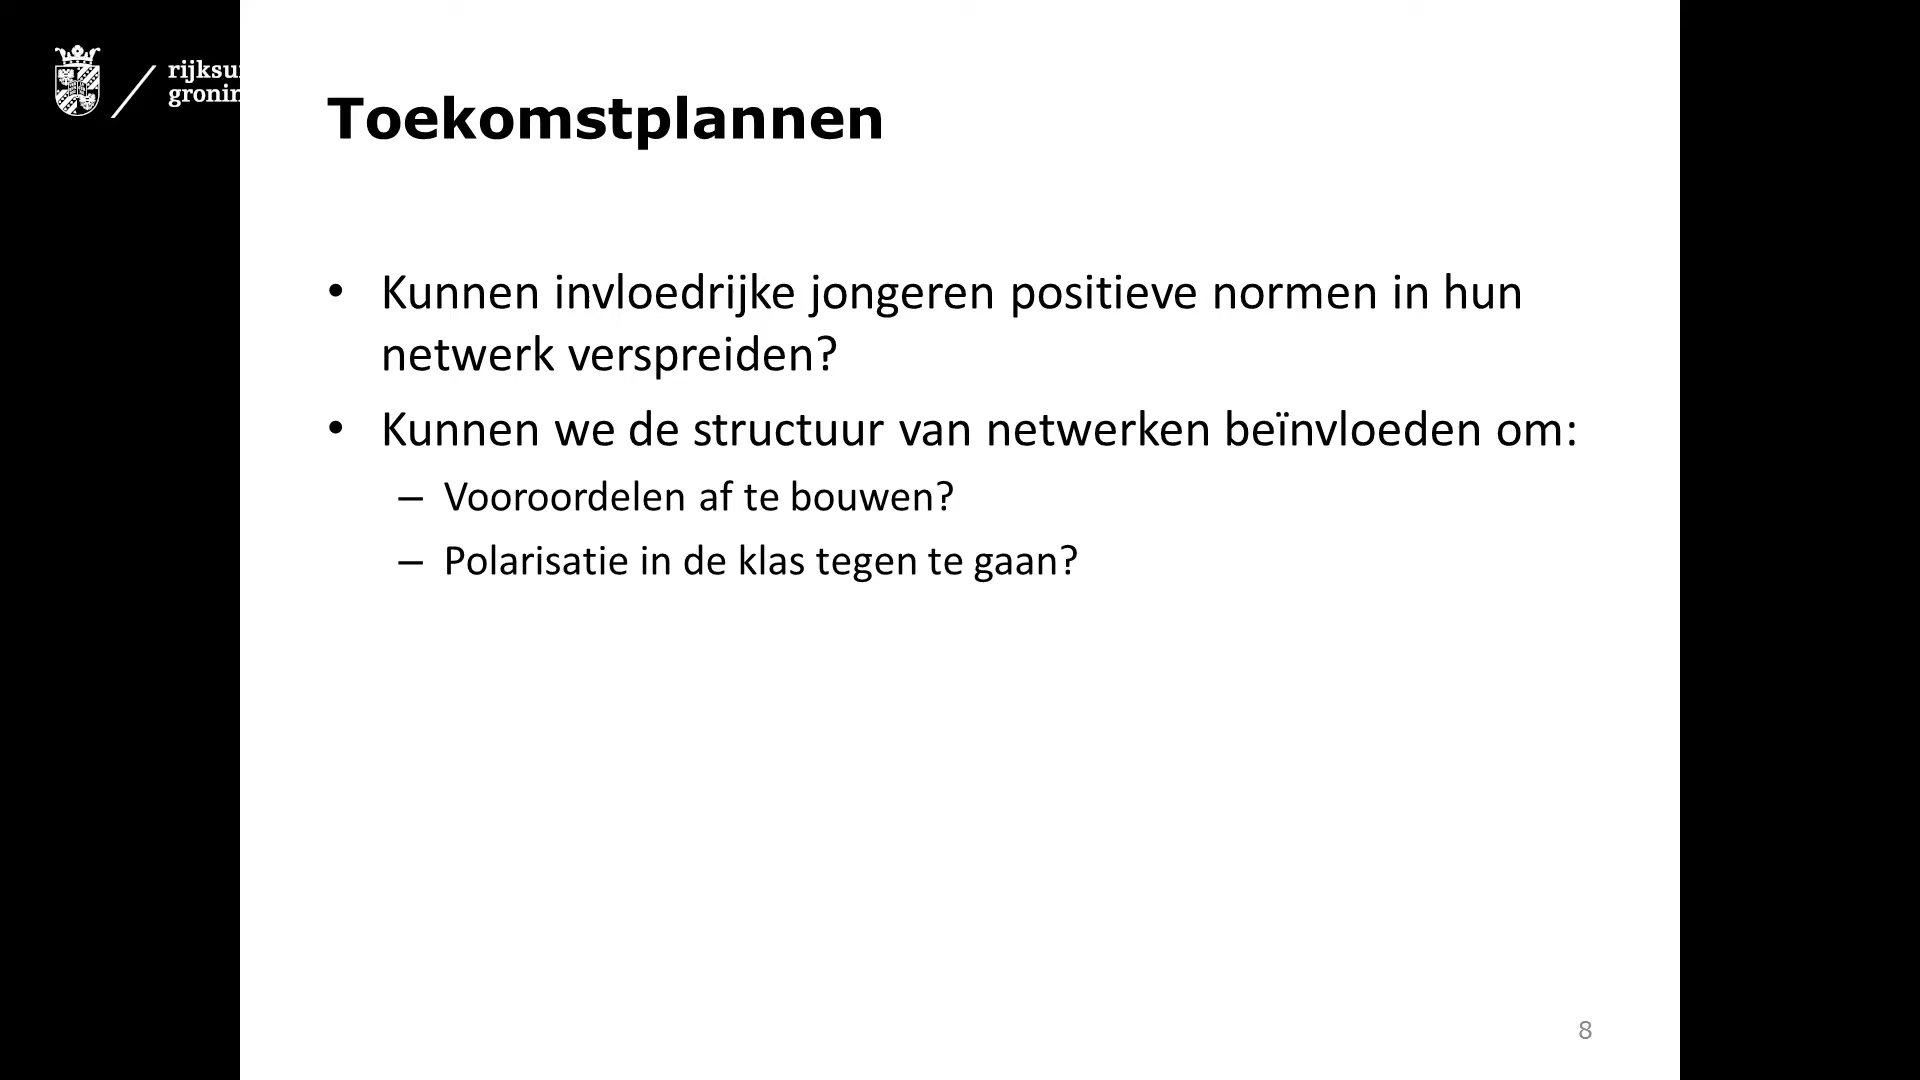 Toekomstplannen
• Kunnen invloedrijke jongeren positieve normen in hun
netwerk verspreiden?
• Kunnen we de structuur van netwerken beïnvloeden om:
– Vooroordelen af te bouwen?
– Polarisatie in de klas tegen te gaan?
8